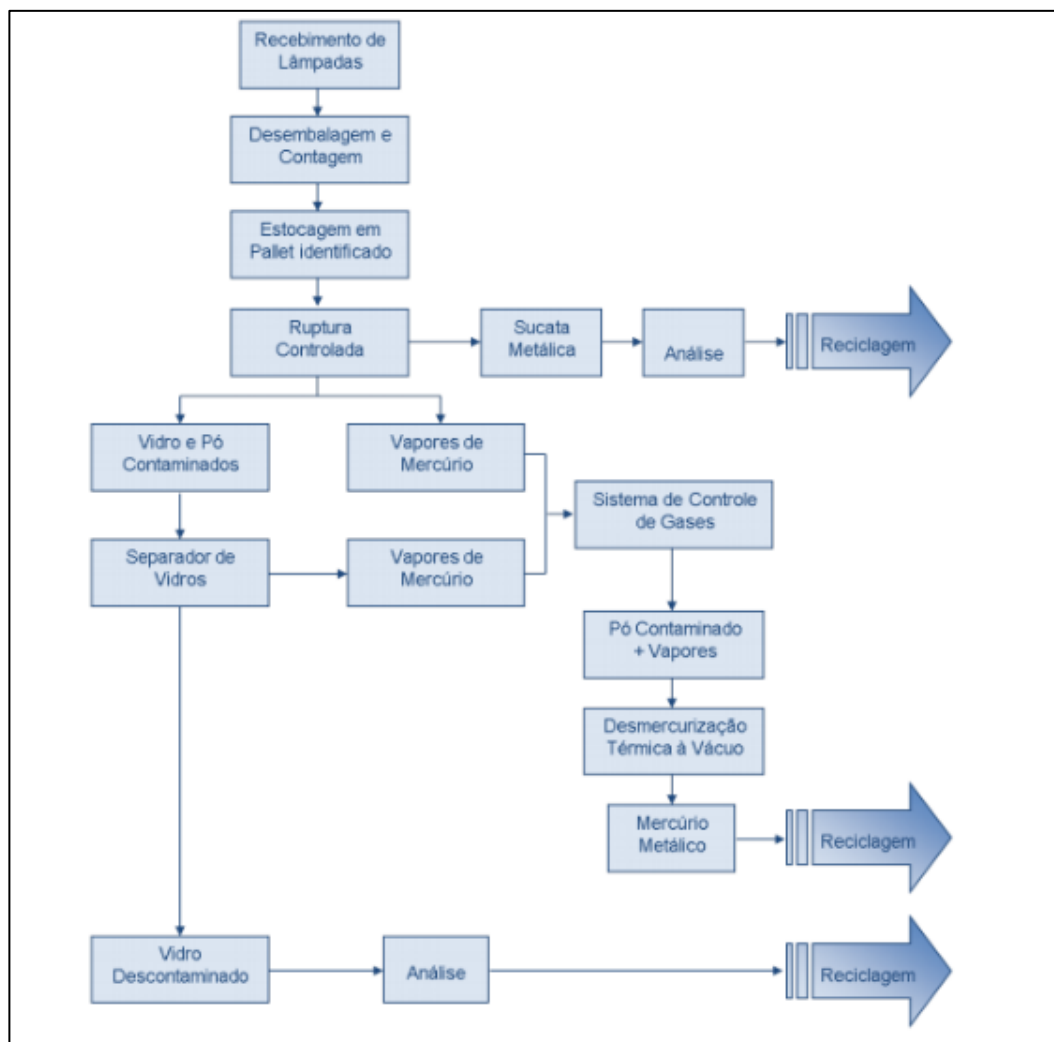 Recebimento de
Lâmpadas
Desembalagem e
Contagem
Estocagem em
Pallet identificado
Ruptura
Controlada
Sucata
Metálica
Análise
Reciclagem
Vidro e Pó
Contaminados
Vapores de
Mercúrio
Sistema de Controle
de Gases
Separador de
Vidros
Vapores de
Mercúrio
Pó Contaminado
+ Vapores
Desmercurização
Térmica à Vácuo
Mercúrio
Metálico
Reciclagem
Vidro
Descontaminado
Análise
Reciclagem